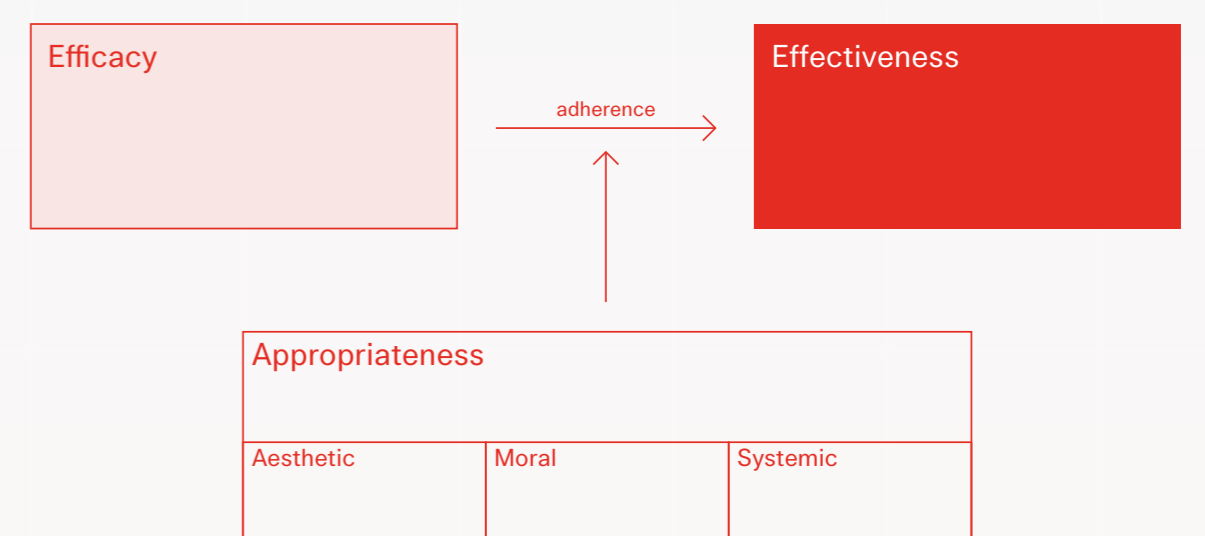 Efficacy
Effectiveness
adherence
Appropriateness
Aesthetic
Moral
Systemic